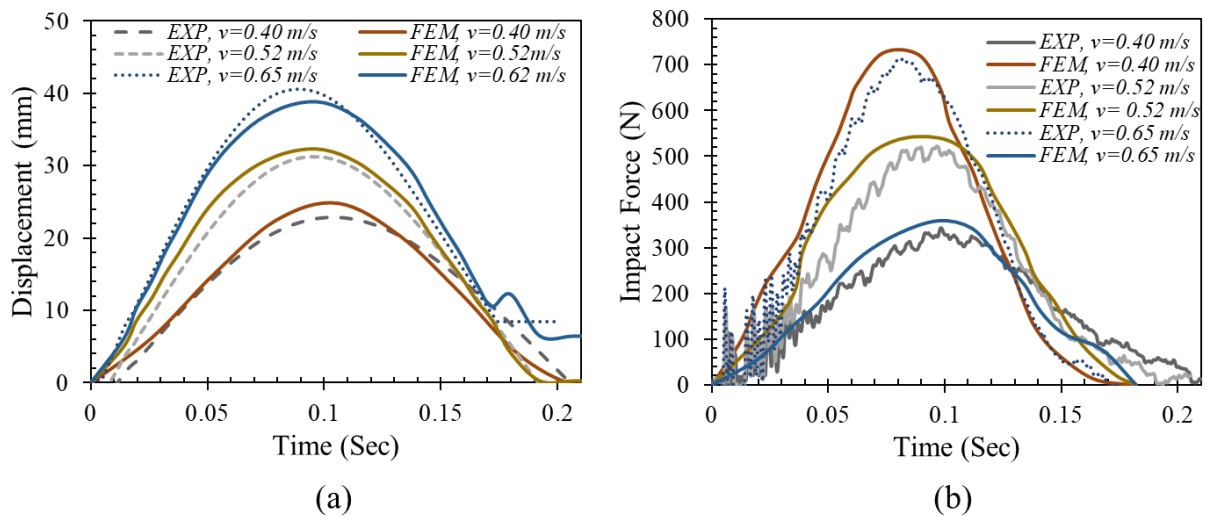 50
40
30
20
10
0
Displacement (mm)
EXP, v=0.40 m/s
FEM, v=0.40 m/s
EXP, v=0.52 m/s
FEM, v=0.52m/s
EXP, v=0.65 m/s
FEM, v=0.62 m/s
0 0.05 0.1 0.15 0.2
Time (Sec)
(a)
800
700
600
500
400
300
200
100
0
Impact Force (N)
EXP, v=0.40 m/s
FEM, v=0.40 m/s
EXP, v=0.52 m/s
FEM, v= 0.52 m/s
EXP, v=0.65 m/s
FEM, v=0.65 m/s
0 0.05 0.1 0.15 0.2
Time (Sec)
(b)